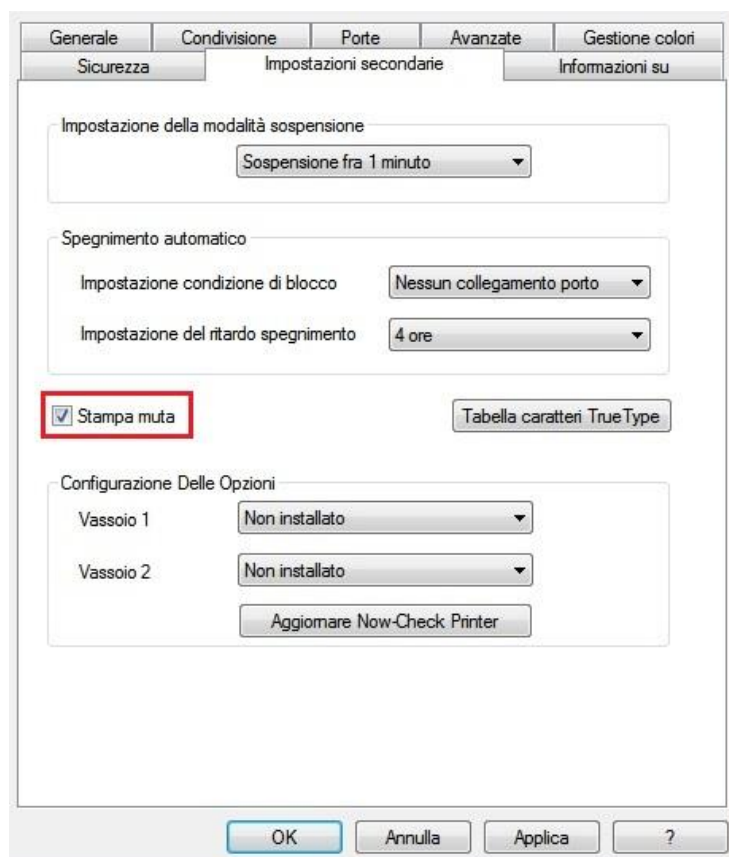 Generale Condivisione Porte Avanzate Gestione colori
Sicurezza Impostazioni secondarie Informazioni su
Impostazione della modalità sospensione
Sospensione fra 1 minuto
Spegnimento automatico
Impostazione condizione di blocco Nessun collegamento porto
Impostazione del ritardo spegnimento 4 ore
Stampa muta Tabella caratteri TrueType
Configurazione Delle Opzioni
Vassoio 1 Non installato
Vassoio 2 Non installato
Aggiornare Now-Check Printer
OK Annulla Applica ?